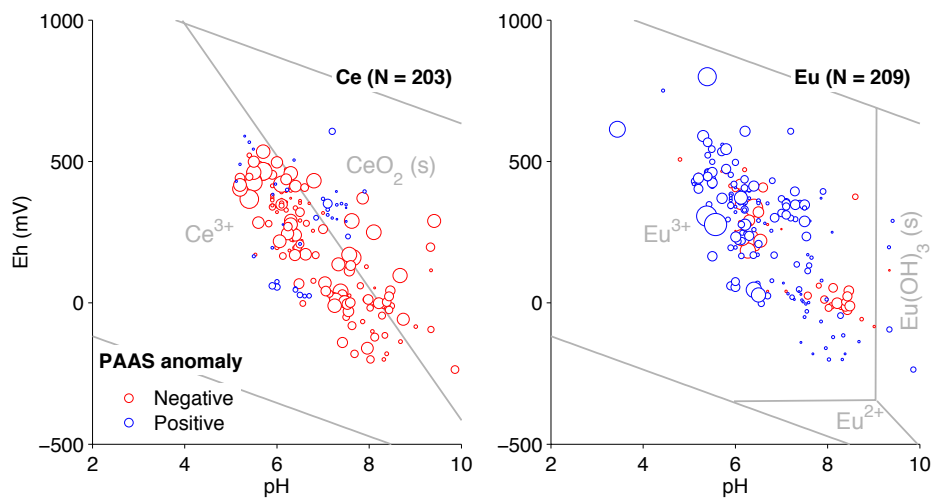 1000
500
0
−500
Eh (mV)
2
4
6
8
10
pH
Ce (N = 203)
CeO2 (s)
Ce3+
PAAS anomaly
Negative
Positive
1000
500
0
−500
2
4
6
8
10
pH
Eu (N = 209)
Eu3+
Eu(OH)3 (s)
Eu2+